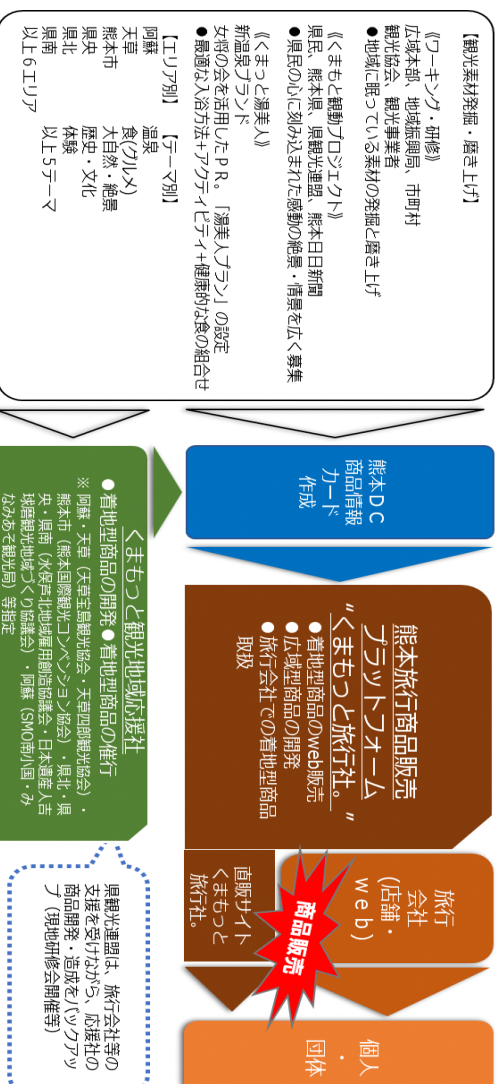 【観光素材発掘・磨き上げ】
《ワーキング・研修》
広域本部、地域振興局、市町村
観光協会、観光事業者
●地域に眠っている素材の発掘と磨き上げ
《くまもと観動プロジェクト》
県民、熊本県、県観光連盟、熊本日日新聞
●県民の心に刻み込まれた感動の絶景・情景を広く募集
《くまっと湯美人》
新温泉ブランド
女将の会を活用したＰＲ。「湯美人プラン」の設定
●最適な入浴方法+アクティビティ+健康的な食の組合せ
【エリア別】　【テーマ別】
阿蘇　温泉
天草　食(グルメ)
熊本市　大自然・絶景
県央　歴史・文化
県北　体験
県南　以上５テーマ
以上６エリア
熊本ＤＣ
商品情報
カード
作成
熊本旅行商品販売
プラットフォーム
“くまもっと旅行社。”
●着地型商品のweb販売
●広域型商品の開発
●旅行会社での着地型商品
取扱
旅行
会社
(店舗・
ｗｅｂ)
直販サイト
くまもっと
旅行社。
商品販売
個人
・
団体
くまもっと観光地域応援社
●着地型商品の開発●着地型商品の催行
※ 阿蘇・天草（天草宝島観光協会・天草四郎観光協会）・
熊本市（熊本国際観光コンベンション協会）・県北・県
央・県南（水俣芦北地域雇用創造協議会・日本遺産人吉
球磨観光地域づくり協議会）・阿蘇（SMO南小国・み
なみあそ観光局）等指定
県観光連盟は、旅行会社等の
支援を受けながら、応援社の
商品開発・造成をバックアッ
プ（現地研修会開催等）